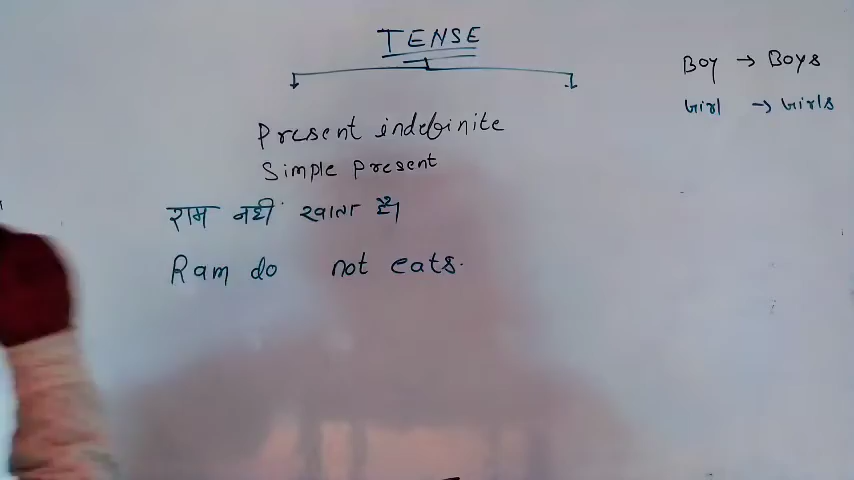 TENSE
Boy → Boys
Girl → Girls
Present indefinite
Simple Present
राम नहीं खाता है।
Ram do not eats.